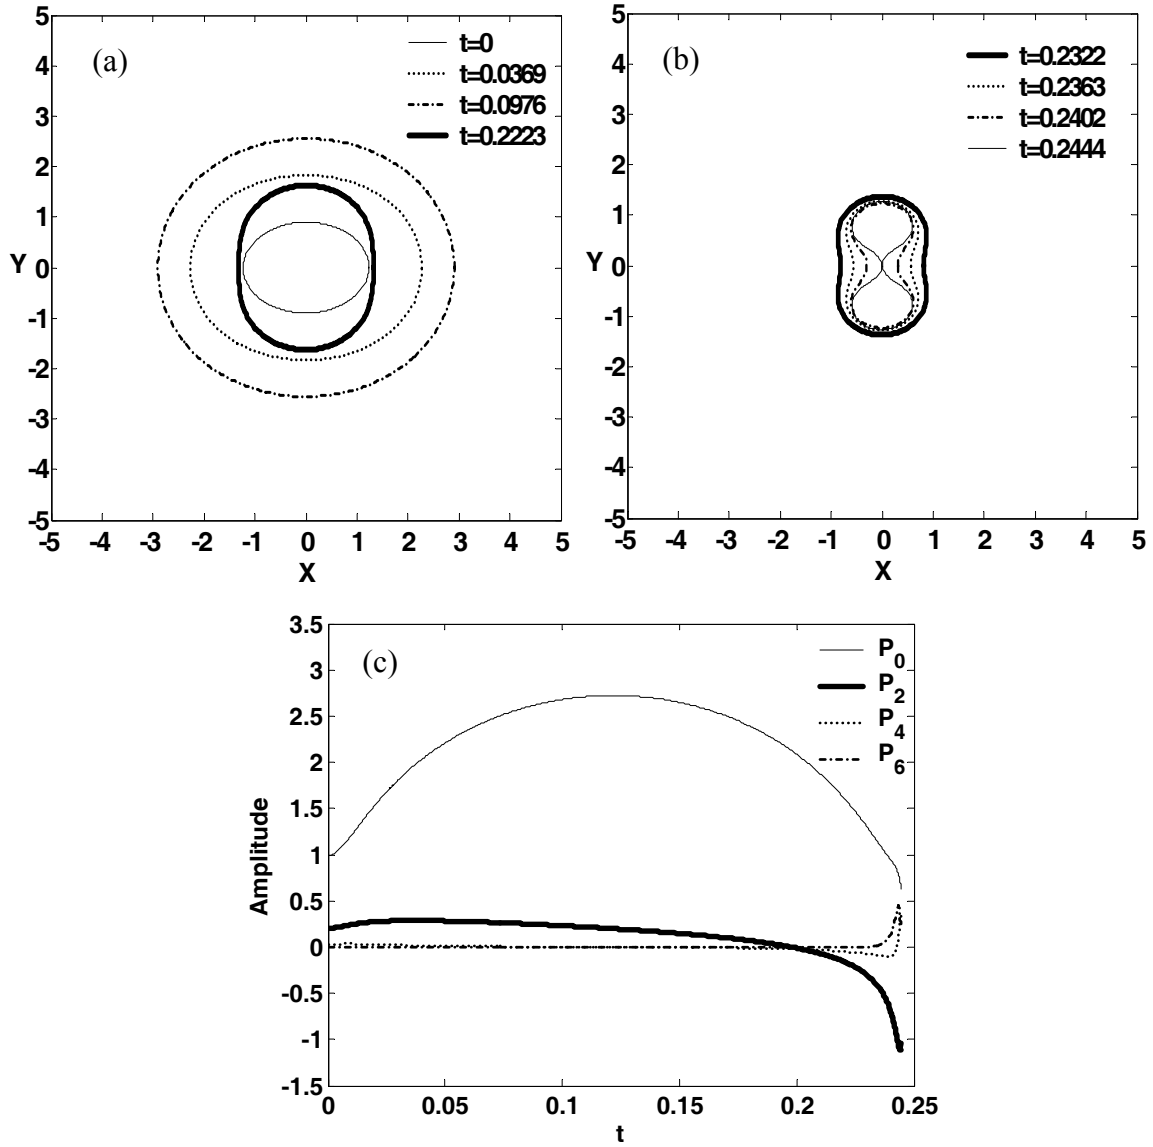 (a)
t=0
t=0.0369
t=0.0976
t=0.2223
5
4
3
2
1
Y 0
-1
-2
-3
-4
-5
-5 -4 -3 -2 -1 0 1 2 3 4 5
X
(b)
t=0.2322
t=0.2363
t=0.2402
t=0.2444
5
4
3
2
1
Y 0
-1
-2
-3
-4
-5
-5 -4 -3 -2 -1 0 1 2 3 4 5
X
(c)
P0
P2
P4
P6
3.5
3
2.5
2
1.5
1
0.5
0
-0.5
-1
-1.5
Amplitude
0 0.05 0.1 0.15 0.2 0.25
t